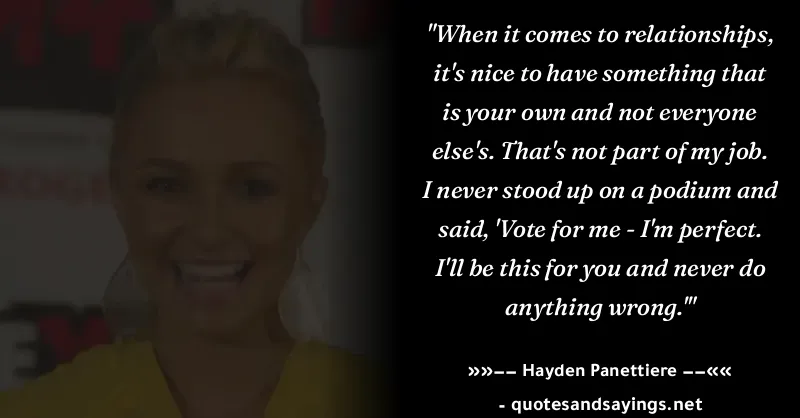 "When it comes to relationships,
it's nice to have something that
is your own and not everyone
else's. That's not part of my job.
I never stood up on a podium and
said, 'Vote for me - I'm perfect.
I'll be this for you and never do
anything wrong.'"
»»−− Hayden Panettiere −−««
- quotesandsayings.net